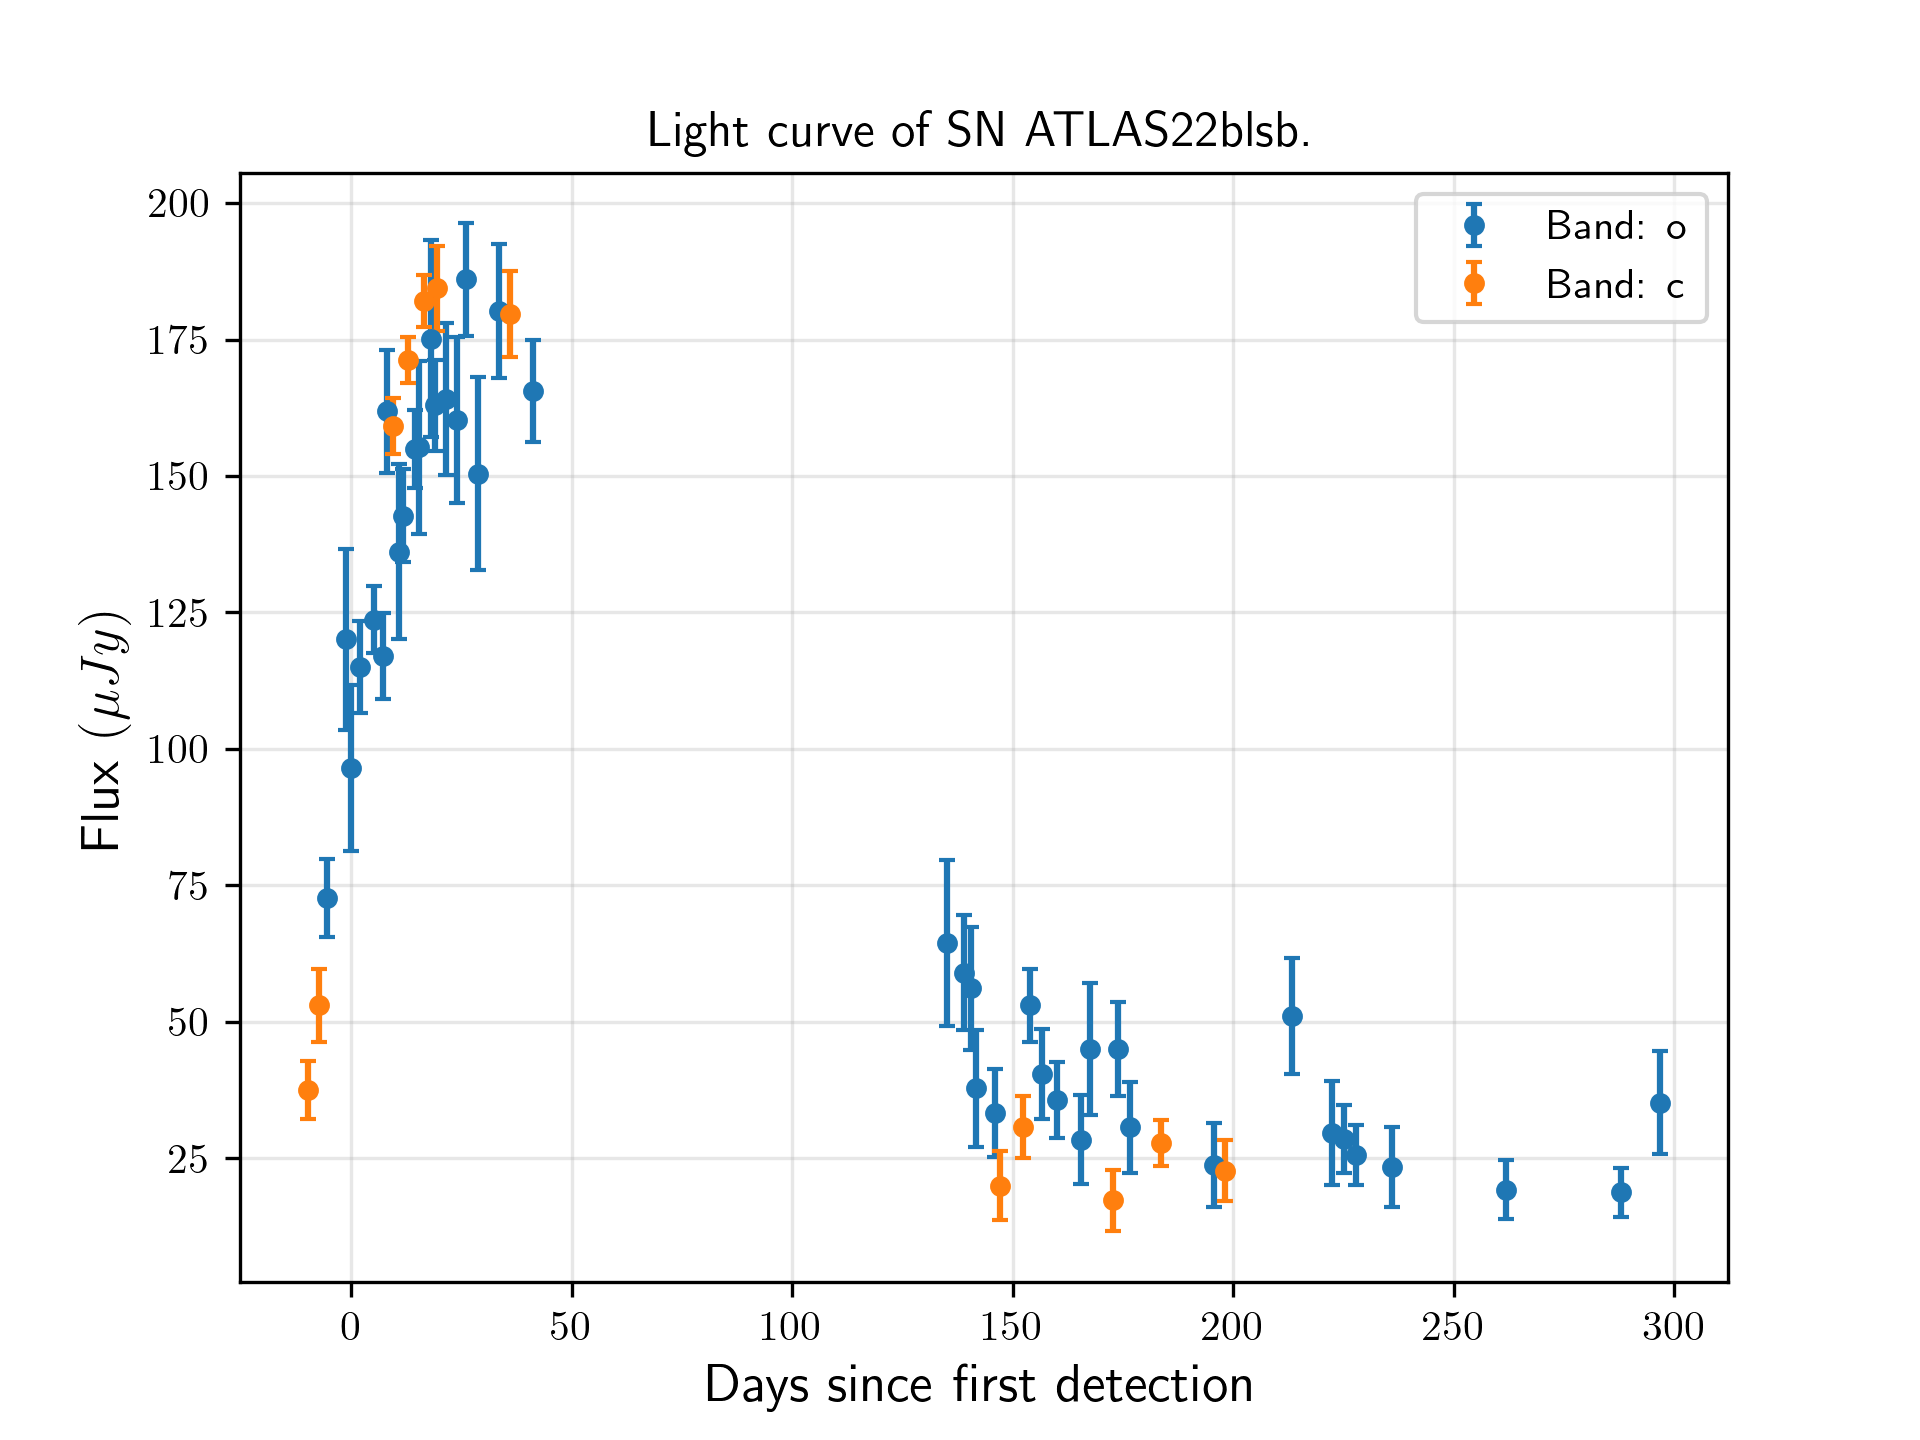 Light curve of SN ATLAS22blsb.
Band: o
Band: c
Flux (μJy)
200
175
150
125
100
75
50
25
0 50 100 150 200 250 300
Days since first detection